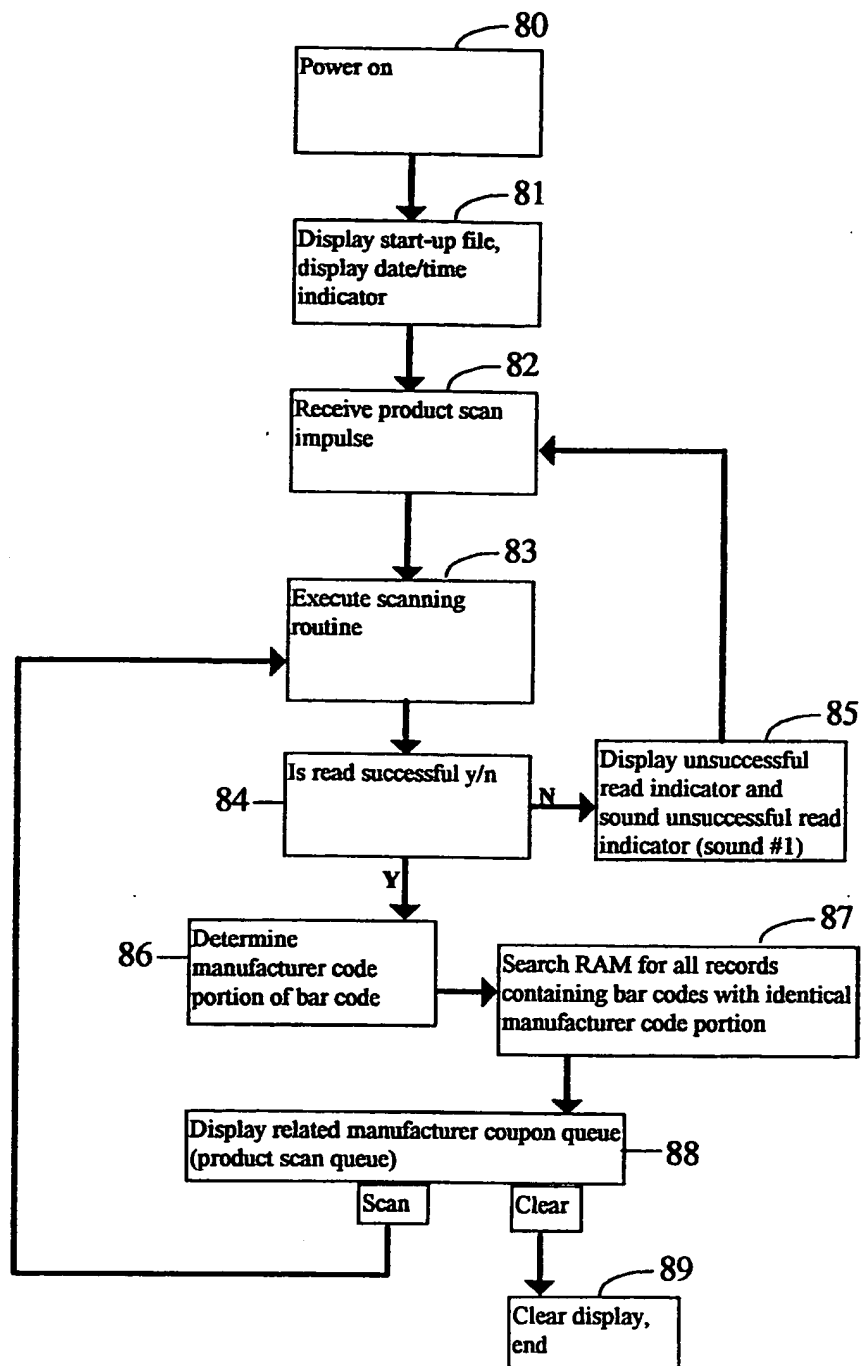 80
Power on
81
Display start-up file,
display date/time
indicator
82
Receive product scan
impulse
83
Execute scanning
routine
84
Is read successful y/n
N
85
Display unsuccessful
read indicator and
sound unsuccessful read
indicator (sound #1)
Y
86
Determine
manufacturer code
portion of bar code
87
Search RAM for all records
containing bar codes with identical
manufacturer code portion
Display related manufacturer coupon queue
(product scan queue)
88
Scan
Clear
89
Clear display,
end